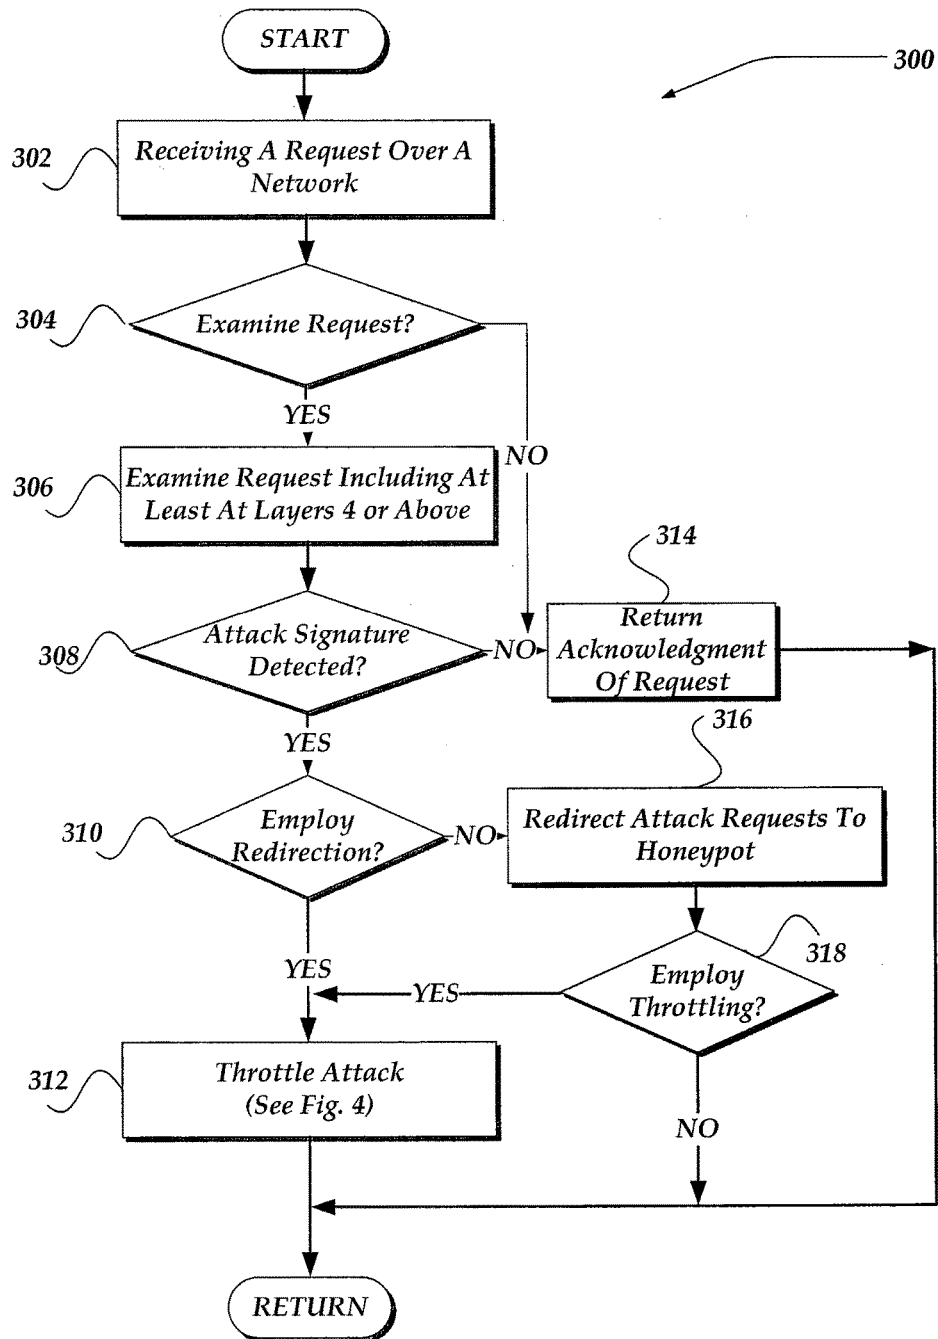 START
300
302
Receiving A Request Over A
Network
304
Examine Request?
YES
NO
306
Examine Request Including At
Least At Layers 4 or Above
314
308
Attack Signature
Detected?
NO
Return
Acknowledgment
Of Request
YES
316
310
Employ
Redirection?
NO
Redirect Attack Requests To
Honeypot
318
YES
YES
Employ
Throttling?
312
Throttle Attack
(See Fig. 4)
NO
RETURN